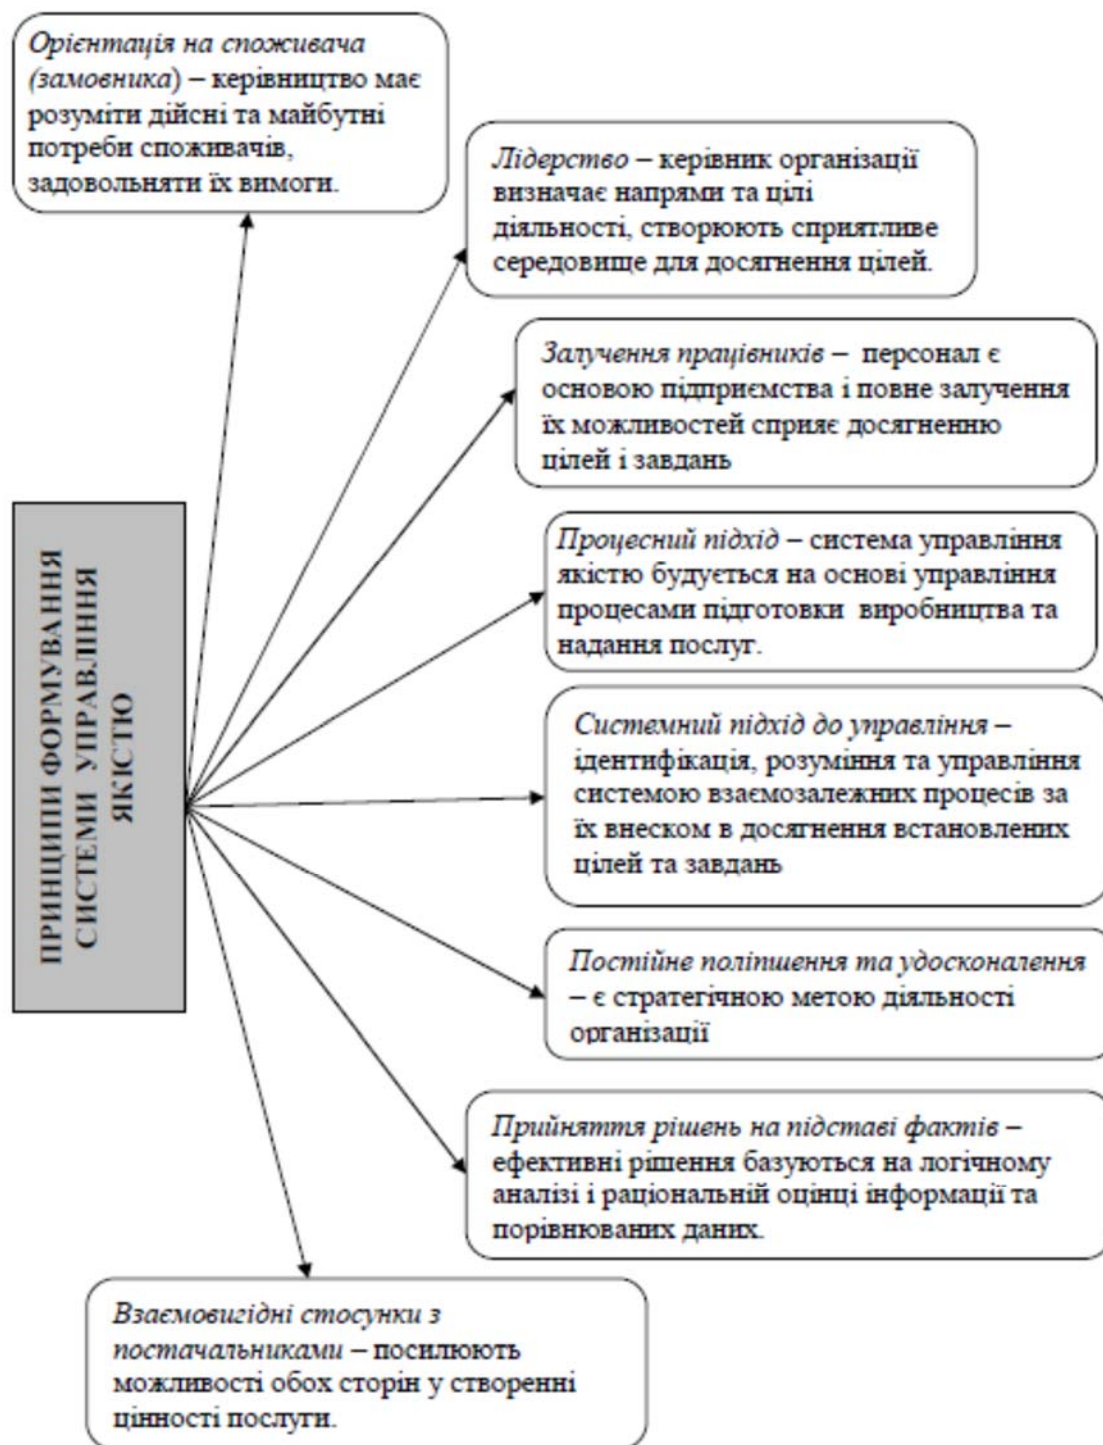 Орієнтація на споживача
(замовника) – керівництво має
розуміти дійсні та майбутні
потреби споживачів,
задовольняти їх вимоги.
Лідерство – керівник організації
визначає напрями та цілі
діяльності, створюють сприятливе
середовище для досягнення цілей.
Залучення працівників – персонал є
основою підприємства і повне залучення
їх можливостей сприяє досягненню
цілей і завдань
ПРИНЦИПИ ФОРМУВАННЯ
СИСТЕМИ УПРАВЛІННЯ
ЯКІСТЮ
Процесний підхід – система управління
якістю будується на основі управління
процесами підготовки виробництва та
надання послуг.
Системний підхід до управління –
ідентифікація, розуміння та управління
системою взаємозалежних процесів за
їх внеском в досягнення встановлених
цілей та завдань
Постійне поліпшення та удосконалення
– є стратегічною метою діяльності
організації
Прийняття рішень на підставі фактів –
ефективні рішення базуються на логічному
аналізі і раціональній оцінці інформації та
порівнюваних даних.
Взаємовигідні стосунки з
постачальниками – посилюють
можливості обох сторін у створенні
цінності послуги.